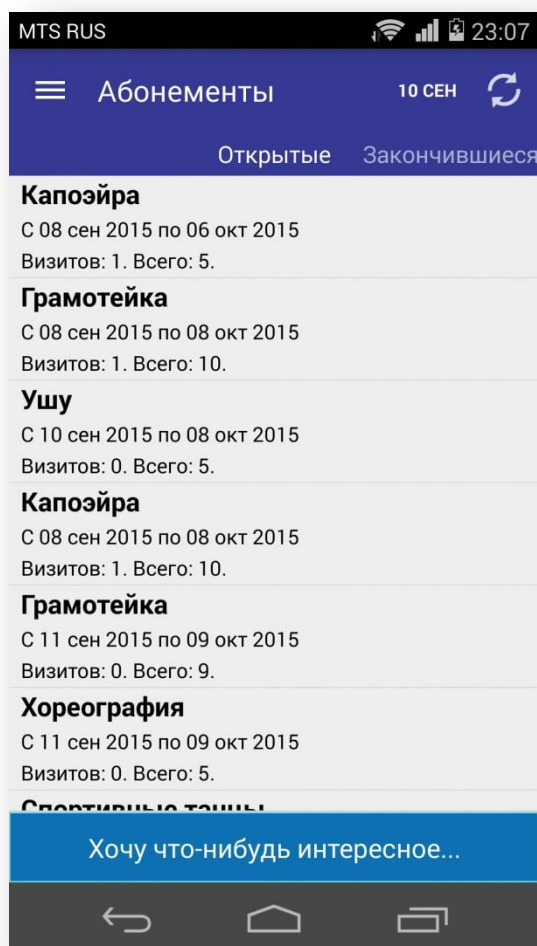 MTS RUS 23:07
Абонементы 10 СЕН
Открытые Закончившиеся
Капоэйра
С 08 сен 2015 по 06 окт 2015
Визитов: 1. Всего: 5.
Грамотейка
С 08 сен 2015 по 08 окт 2015
Визитов: 1. Всего: 10.
Ушу
С 10 сен 2015 по 08 окт 2015
Визитов: 0. Всего: 5.
Капоэйра
С 08 сен 2015 по 08 окт 2015
Визитов: 1. Всего: 10.
Грамотейка
С 11 сен 2015 по 09 окт 2015
Визитов: 0. Всего: 9.
Хореография
С 11 сен 2015 по 09 окт 2015
Визитов: 0. Всего: 5.
Спортивные танцы
Хочу что-нибудь интересное...